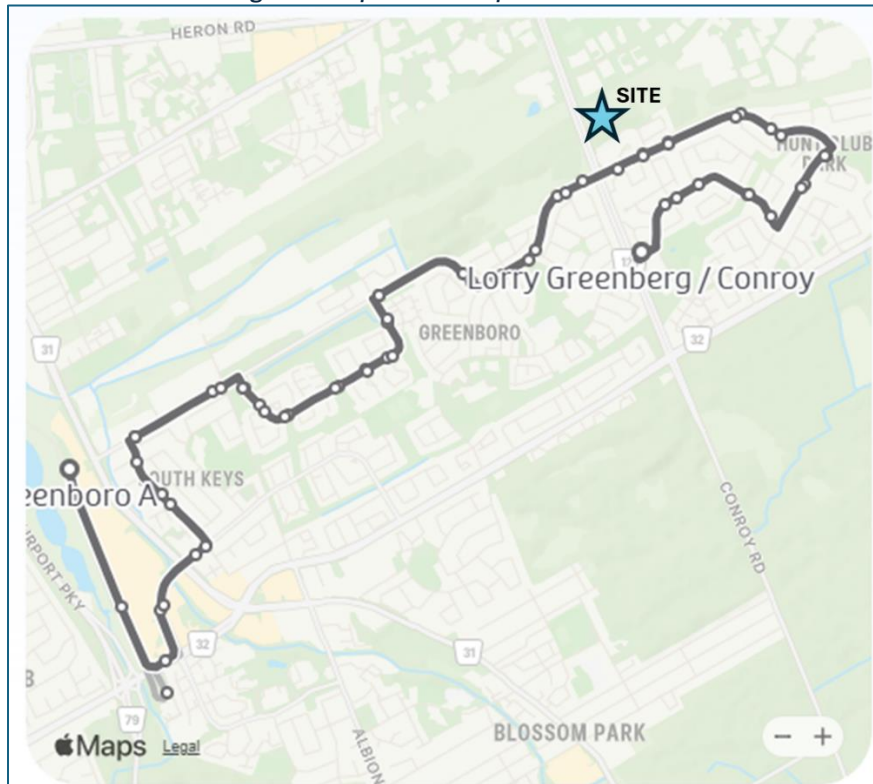 HERON RD
SITE
HUNT CLUB
PARK
Lorry Greenberg / Conroy
31
GREENBORO
32
OUTH KEYS
eenboro A
CONROY RD
IRPORT PKY
32
31
79
BLOSSOM PARK
ALBION
Maps Legal
− +